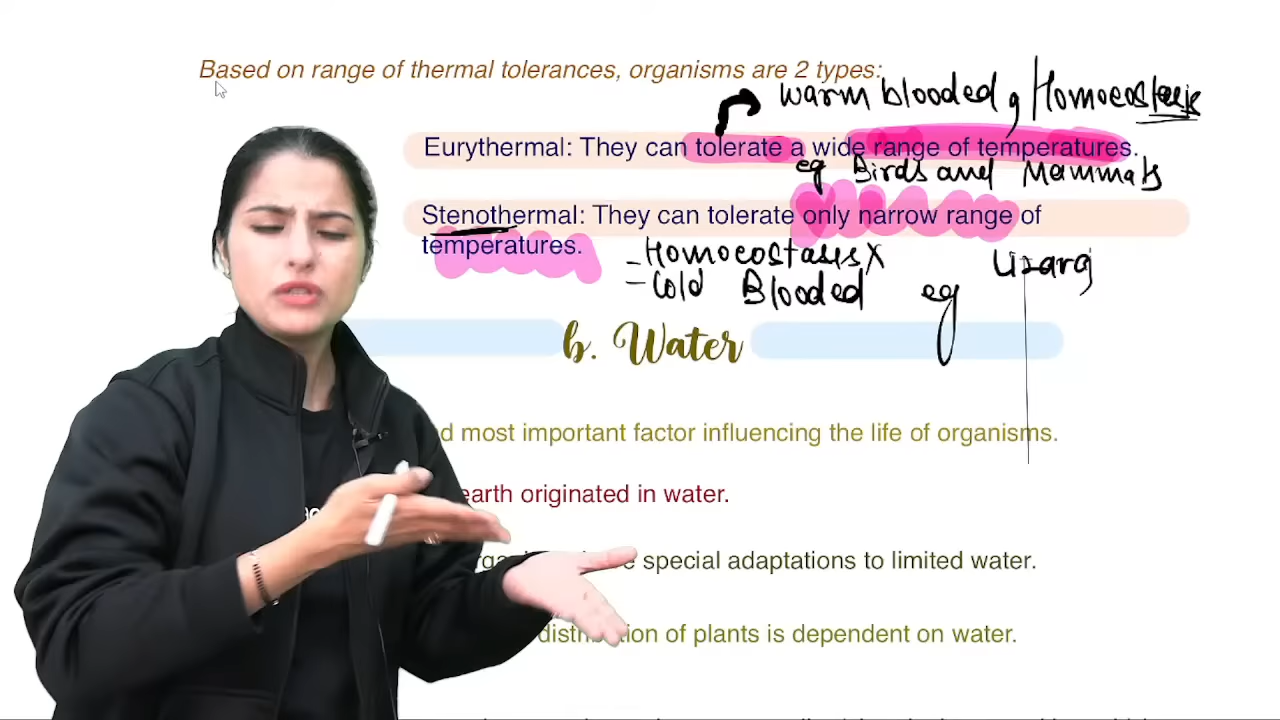 Based on range of thermal tolerances, organisms are 2 types:
warm blooded, Homoeostasis
Eurythermal: They can tolerate a wide range of temperatures.
eg Birds and Mammals
Stenothermal: They can tolerate only narrow range of
temperatures.
- Homoeostases X
- Cold Blooded eg
b. Water
d most important factor influencing the life of organisms.
earth originated in water.
special adaptations to limited water.
distribution of plants is dependent on water.